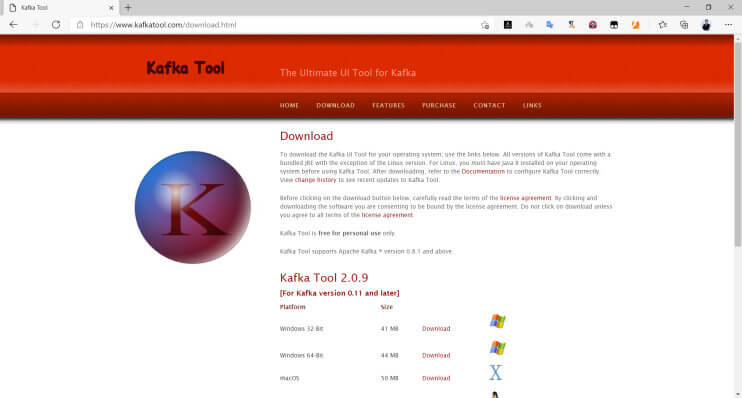 Kafka Tool
https://www.kafkatool.com/download.html
Kafka Tool
The Ultimate UI Tool for Kafka
HOME DOWNLOAD FEATURES PURCHASE CONTACT LINKS
K
Download
To download the Kafka UI Tool for your operating system, use the links below. All versions of Kafka Tool come with a
bundled JRE with the exception of the Linux version. For Linux, you must have Java 8 installed on your operating
system before using Kafka Tool. After downloading, refer to the Documentation to configure Kafka Tool correctly.
View change history to see recent updates to Kafka Tool.
Before clicking on the download button below, carefully read the terms of the license agreement. By clicking and
downloading the software you are consenting to be bound by the license agreement. Do not click on download unless
you agree to all terms of the license agreement.
Kafka Tool is free for personal use only.
Kafka Tool supports Apache Kafka ® version 0.8.1 and above.
Kafka Tool 2.0.9
[For Kafka version 0.11 and later]
Platform Size
Windows 32-Bit 41 MB Download
Windows 64-Bit 44 MB Download
macOS 50 MB Download
X